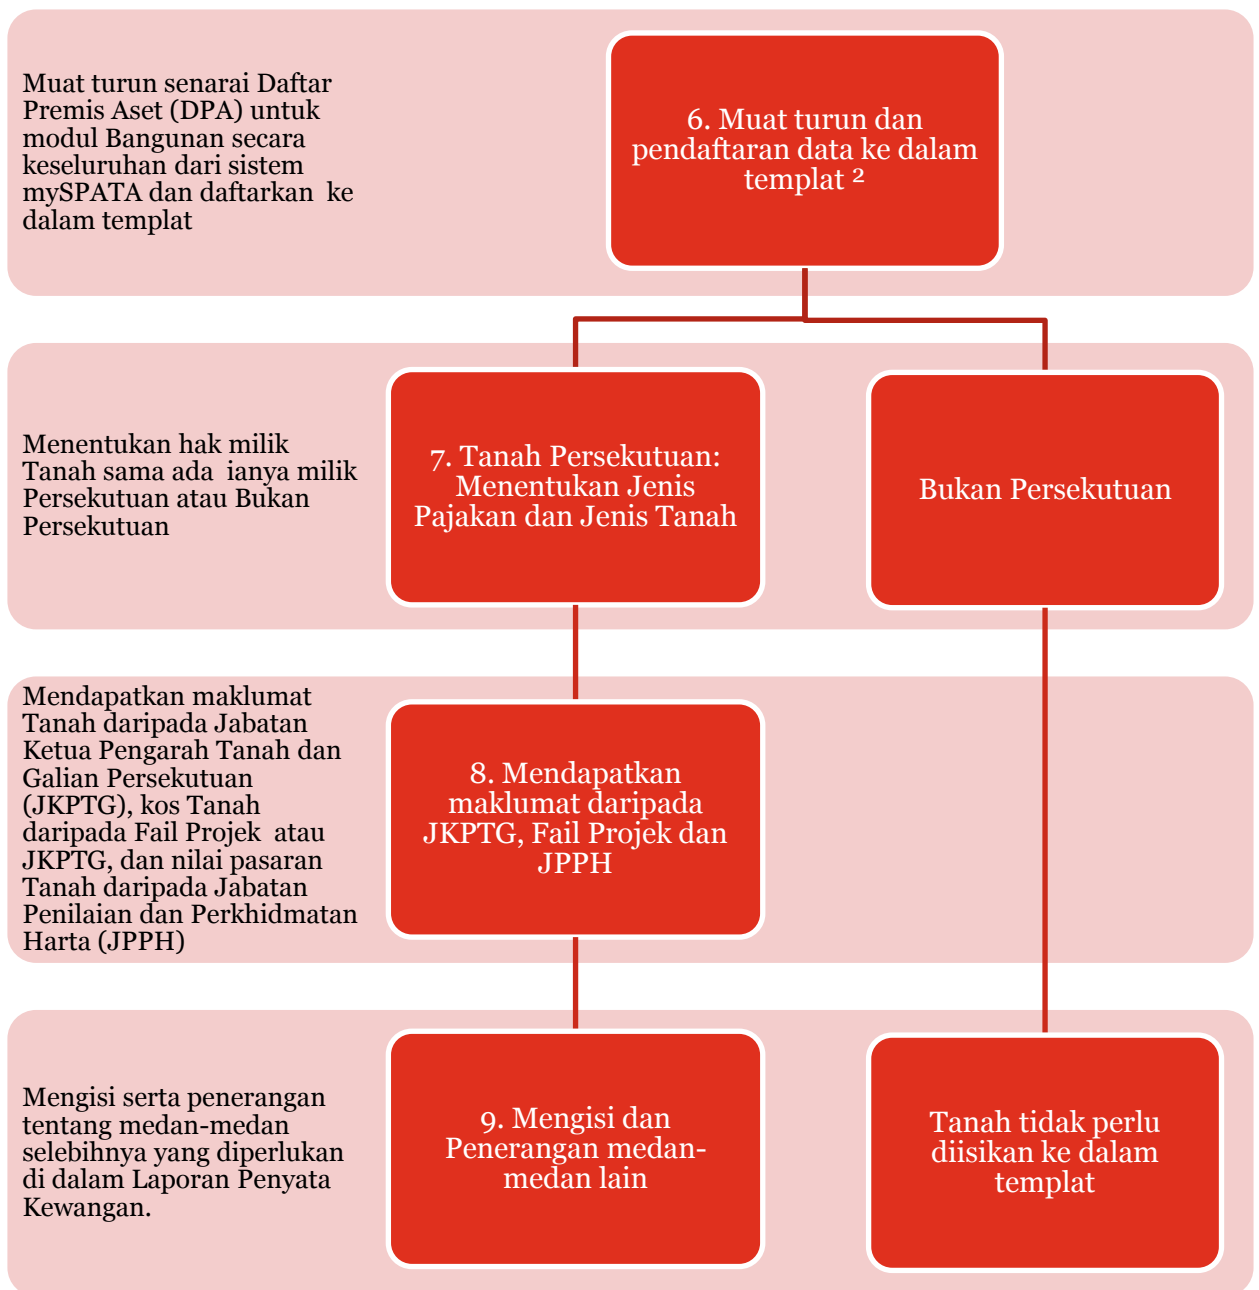 Muat turun senarai Daftar
Premis Aset (DPA) untuk
modul Bangunan secara
keseluruhan dari sistem
mySPATA dan daftarkan ke
dalam templat
6. Muat turun dan
pendaftaran data ke dalam
templat ²
Menentukan hak milik
Tanah sama ada ianya milik
Persekutuan atau Bukan
Persekutuan
7. Tanah Persekutuan:
Menentukan Jenis
Pajakan dan Jenis Tanah
Bukan Persekutuan
Mendapatkan maklumat
Tanah daripada Jabatan
Ketua Pengarah Tanah dan
Galian Persekutuan
(JKPTG), kos Tanah
daripada Fail Projek atau
JKPTG, dan nilai pasaran
Tanah daripada Jabatan
Penilaian dan Perkhidmatan
Harta (JPPH)
8. Mendapatkan
maklumat daripada
JKPTG, Fail Projek dan
JPPH
Mengisi serta penerangan
tentang medan-medan
selebihnya yang diperlukan
di dalam Laporan Penyata
Kewangan.
9. Mengisi dan
Penerangan medan-
medan lain
Tanah tidak perlu
diisikan ke dalam
templat